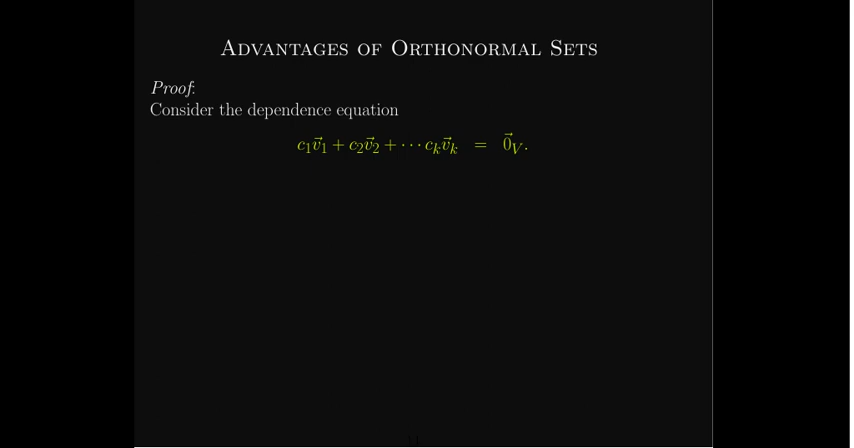 Advantages of Orthonormal Sets
Proof:
Consider the dependence equation
c₁v⃗₁ + c₂v⃗₂ + ⋯ cₖv⃗ₖ = 0⃗_V.